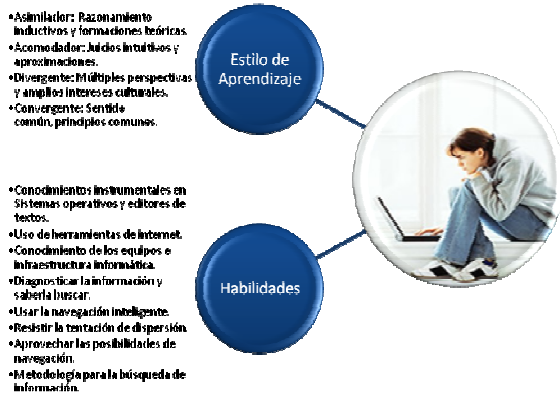 •Asimilador: Razonamiento
inductivos y formaciones teóricas.
•Acomodador: Juicios intuitivos y
aproximaciones.
•Divergente: Múltiples perspectivas
y amplios intereses culturales.
•Convergente: Sentido
común, principios comunes.
Estilo de
Aprendizaje
•Conocimientos instrumentales en
Sistemas operativos y editores de
textos.
•Uso de herramientas de internet.
•Conocimiento de los equipos e
infraestructura informática.
•Diagnosticar la información y
saberla buscar.
•Usar la navegación inteligente.
•Resistir la tentación de dispersión.
•Aprovechar las posibilidades de
navegación.
•Metodología para la búsqueda de
información.
Habilidades